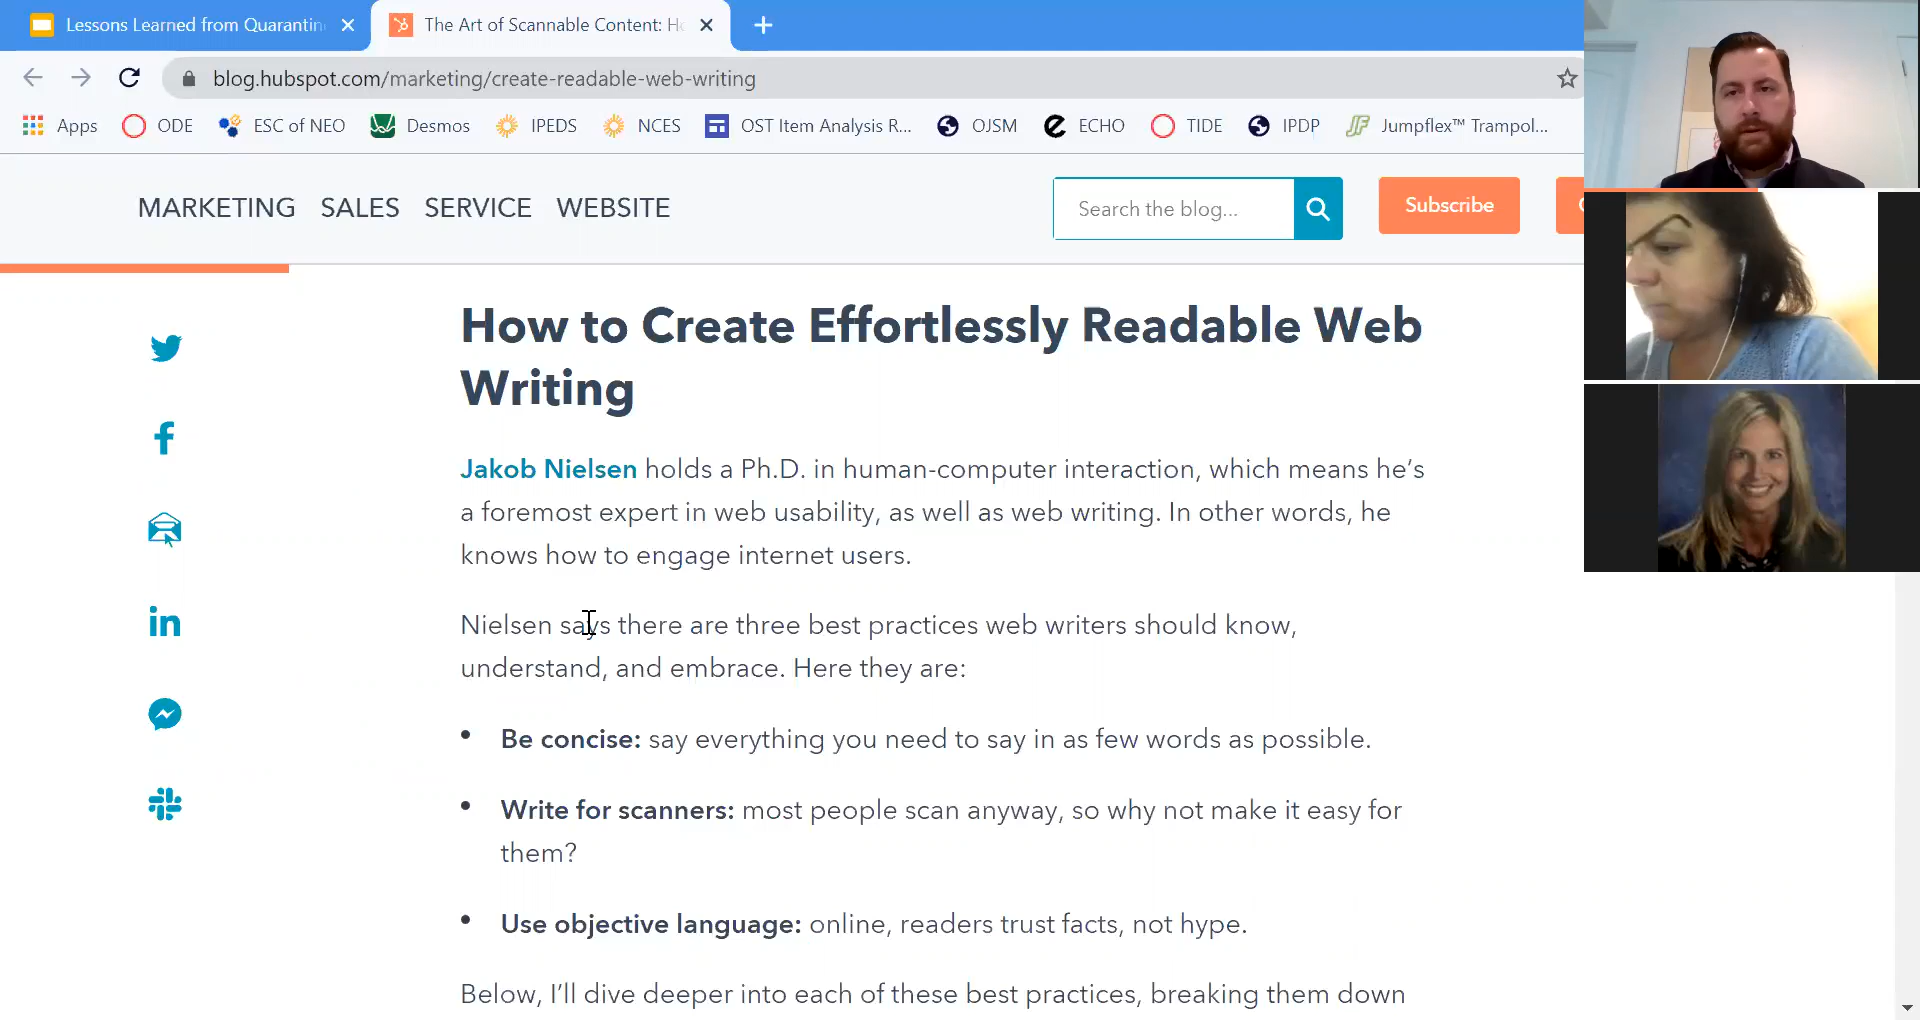 Lessons Learned from Quarantin
The Art of Scannable Content: Ho
blog.hubspot.com/marketing/create-readable-web-writing
Apps ODE ESC of NEO Desmos IPEDS NCES OST Item Analysis R... OJSM ECHO TIDE IPDP Jumpflex™ Trampol...
MARKETING SALES SERVICE WEBSITE
Search the blog...
Subscribe
How to Create Effortlessly Readable Web
Writing
Jakob Nielsen holds a Ph.D. in human-computer interaction, which means he’s
a foremost expert in web usability, as well as web writing. In other words, he
knows how to engage internet users.
Nielsen says there are three best practices web writers should know,
understand, and embrace. Here they are:
• Be concise: say everything you need to say in as few words as possible.
• Write for scanners: most people scan anyway, so why not make it easy for
them?
• Use objective language: online, readers trust facts, not hype.
Below, I’ll dive deeper into each of these best practices, breaking them down